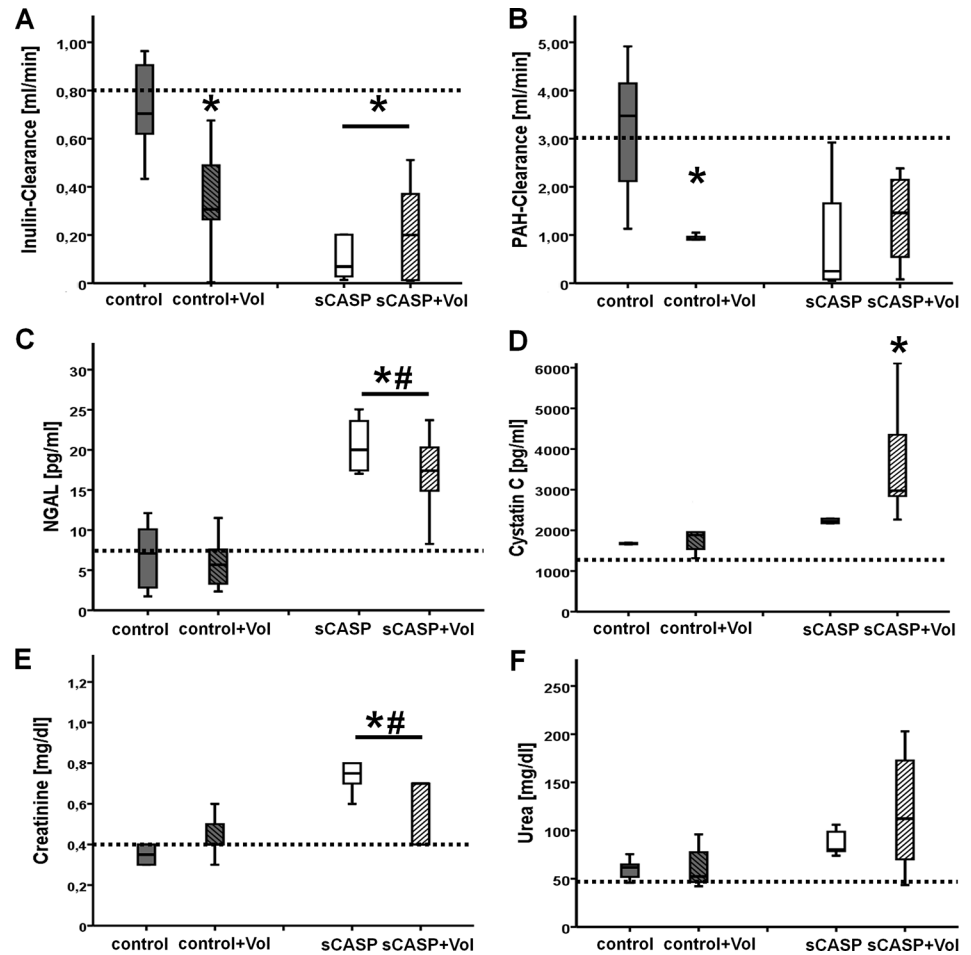 A
Inulin-Clearance [ml/min]
1,00
0,80
0,60
0,40
0,20
0
*
*
control control+Vol sCASP sCASP+Vol
B
PAH-Clearance [ml/min]
5,00
4,00
3,00
2,00
1,00
0
*
control control+Vol sCASP sCASP+Vol
C
NGAL [pg/ml]
30
25
20
15
10
5
0
*#
control control+Vol sCASP sCASP+Vol
D
Cystatin C [pg/ml]
6000
5000
4000
3000
2000
1000
0
*
control control+Vol sCASP sCASP+Vol
E
Creatinine [mg/dl]
1,2
1,0
0,8
0,6
0,4
0,2
0
*#
control control+Vol sCASP sCASP+Vol
F
Urea [mg/dl]
250
200
150
100
50
0
control control+Vol sCASP sCASP+Vol